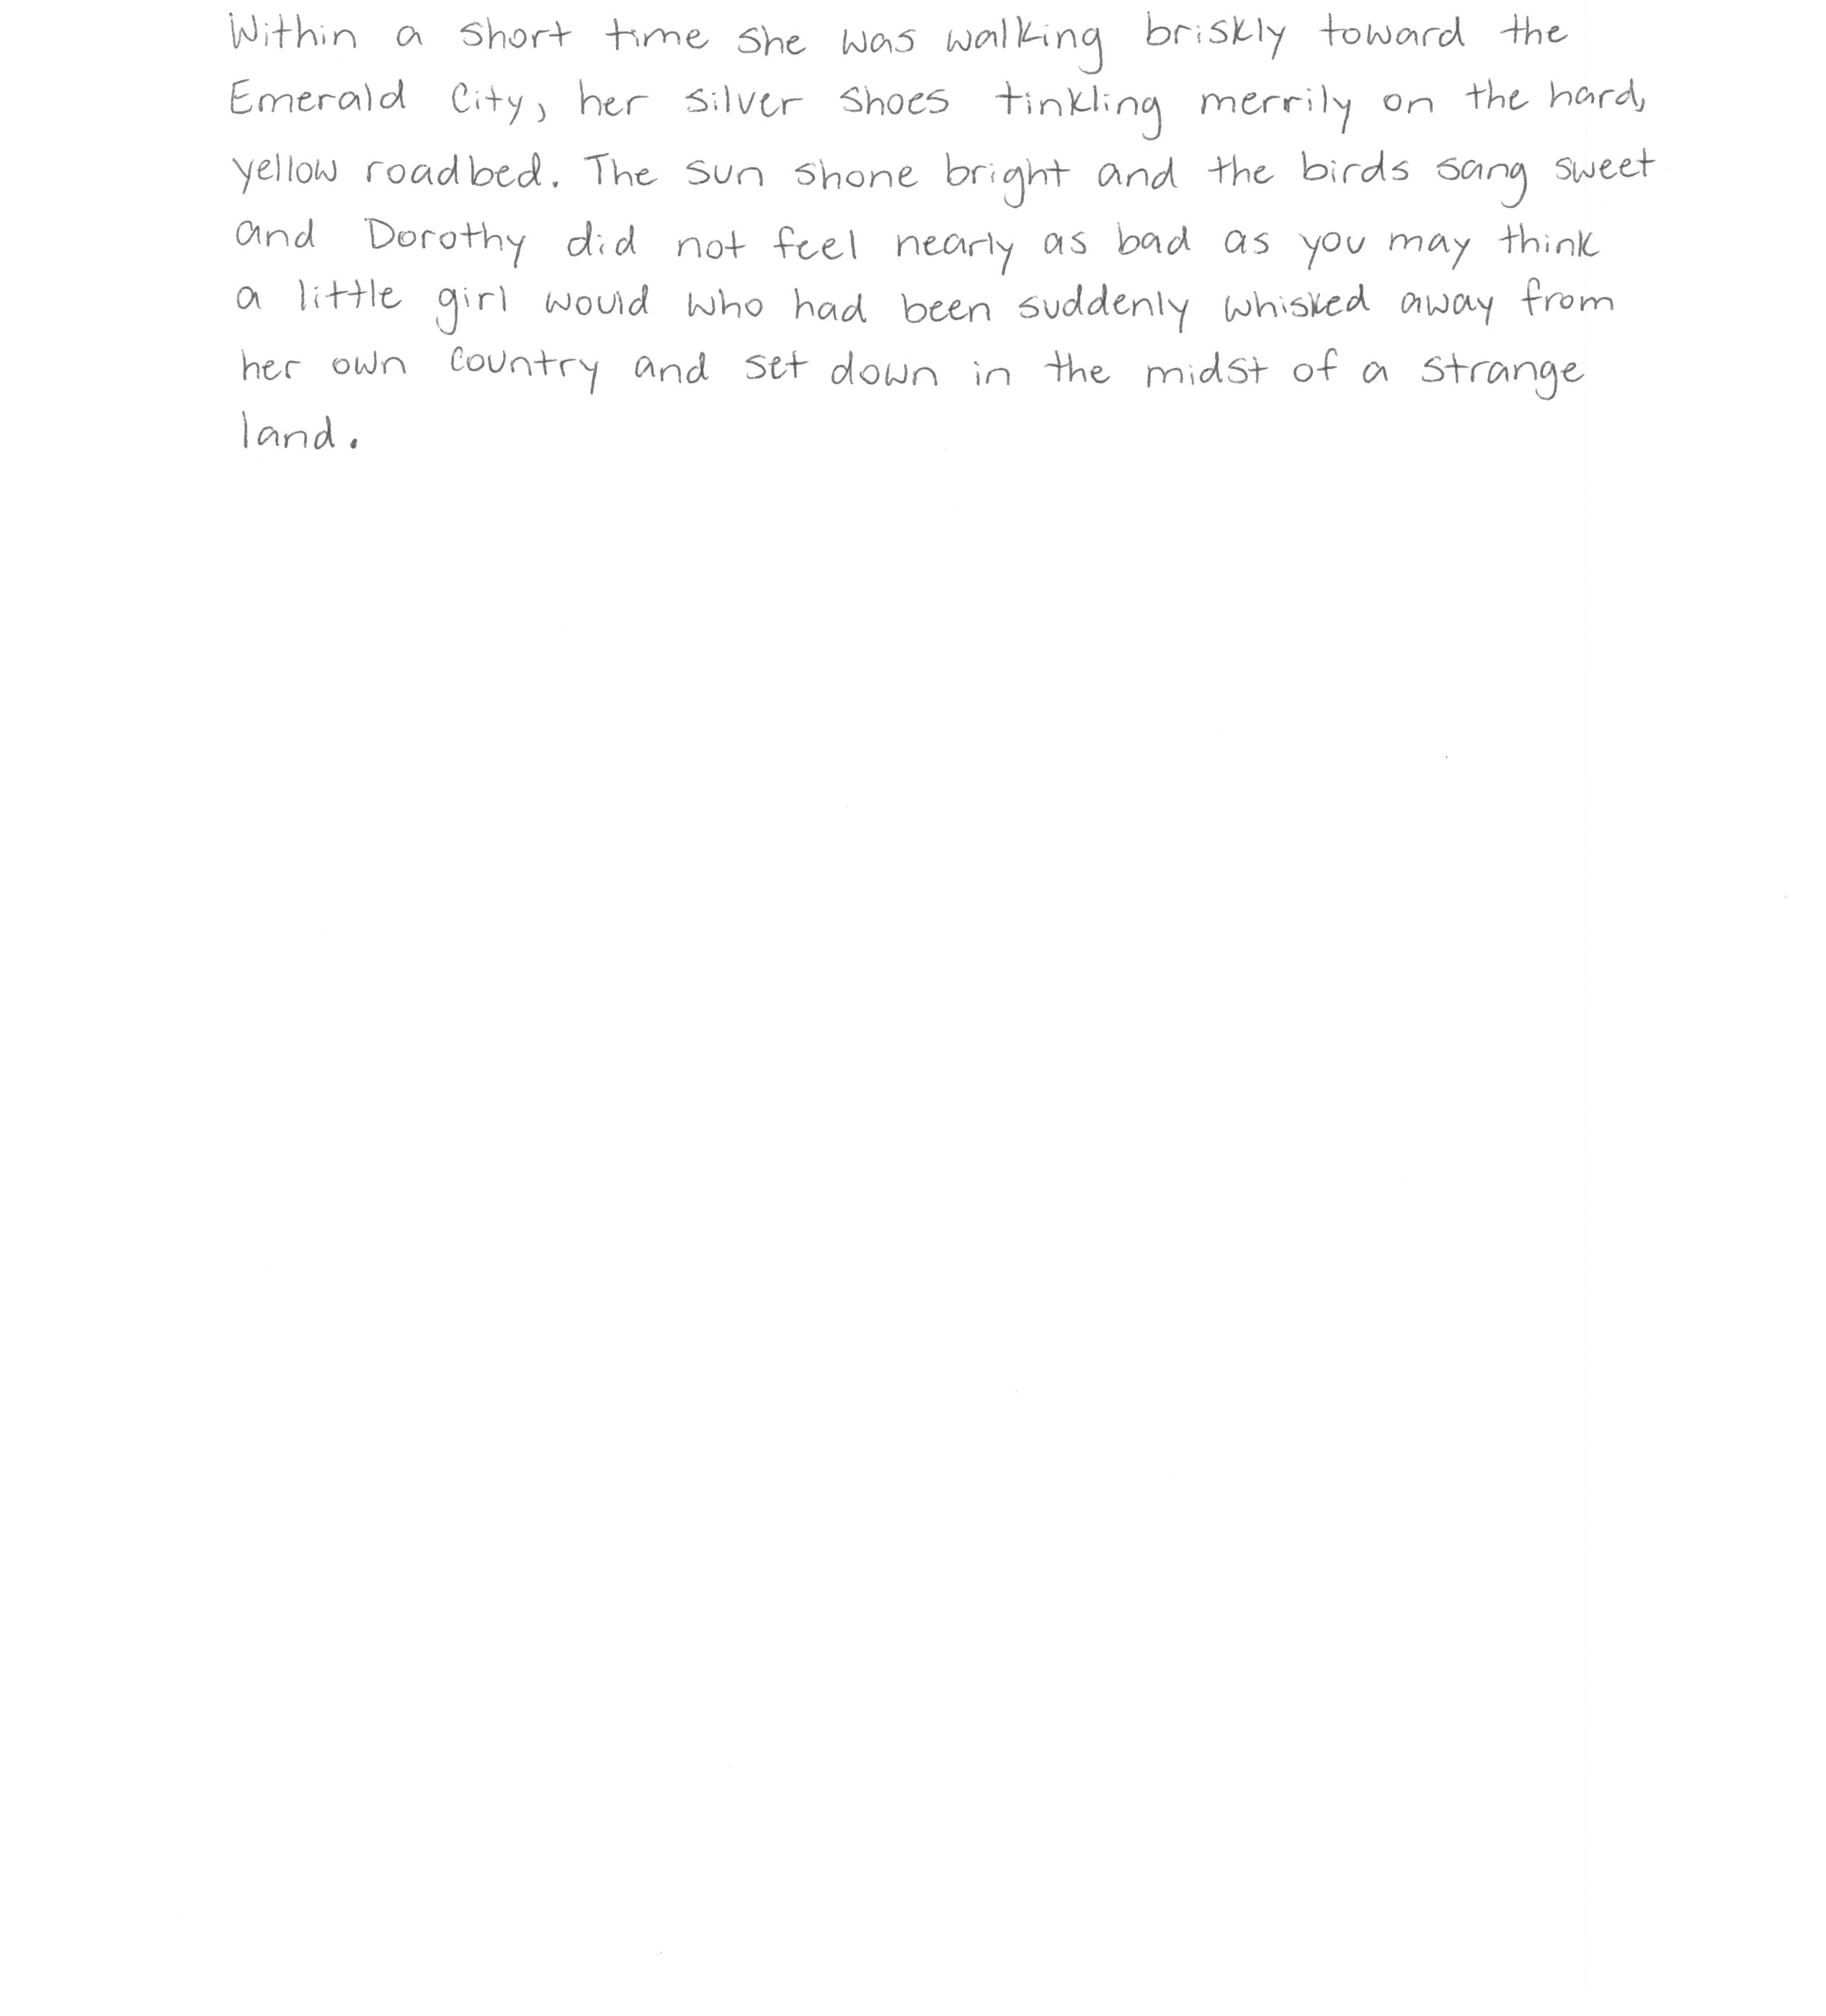 Within a short time she was walking briskly toward the
Emerald City, her silver shoes tinkling merrily on the hard,
yellow roadbed. The sun shone bright and the birds sang sweet
and Dorothy did not feel nearly as bad as you may think
a little girl would who had been suddenly whisked away from
her own country and set down in the midst of a strange
land.